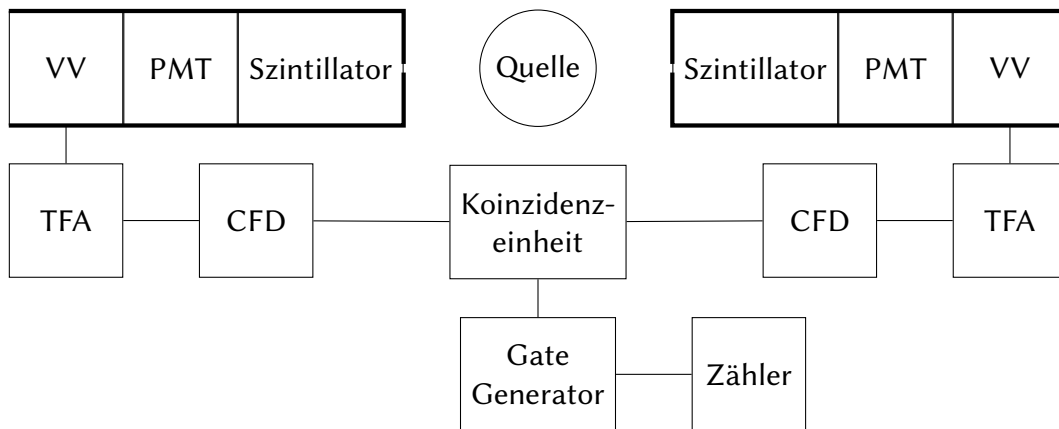 VV PMT Szintillator Quelle Szintillator PMT VV
TFA CFD Koinzidenz-
einheit CFD TFA
Gate
Generator Zähler